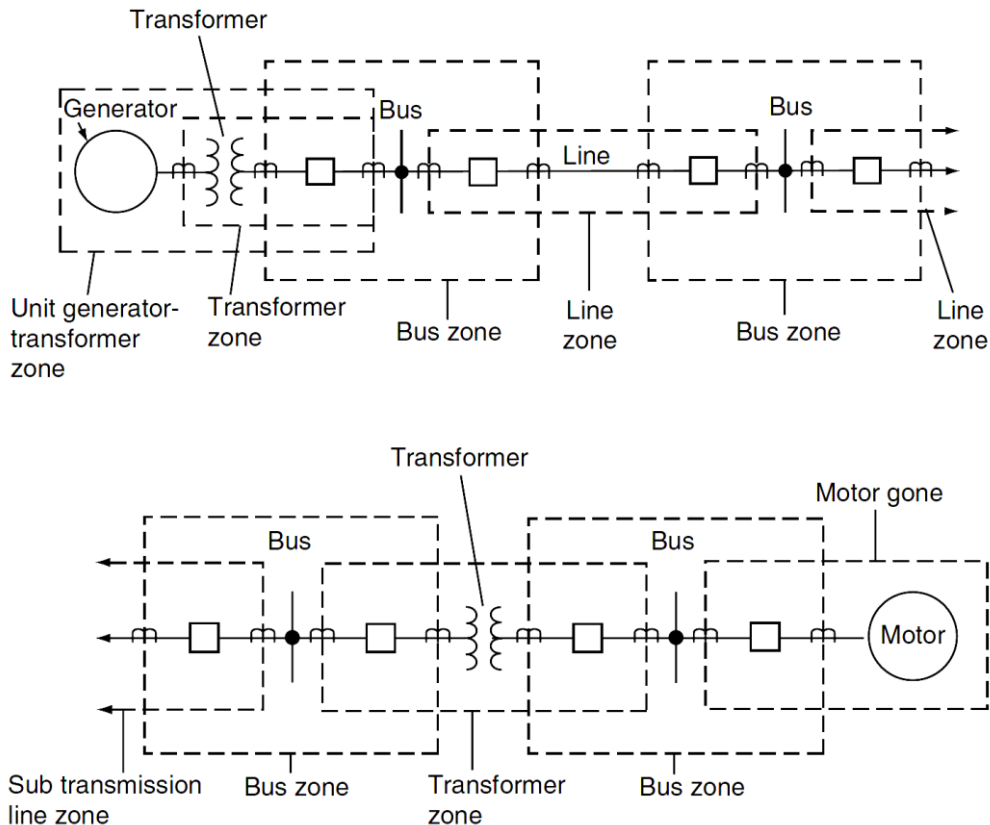 Transformer
Generator
Bus
Bus
Line
Unit generator-
transformer
zone
Transformer
zone
Bus zone
Line
zone
Bus zone
Line
zone
Transformer
Motor gone
Bus
Bus
Motor
Sub transmission
line zone
Bus zone
Transformer
zone
Bus zone